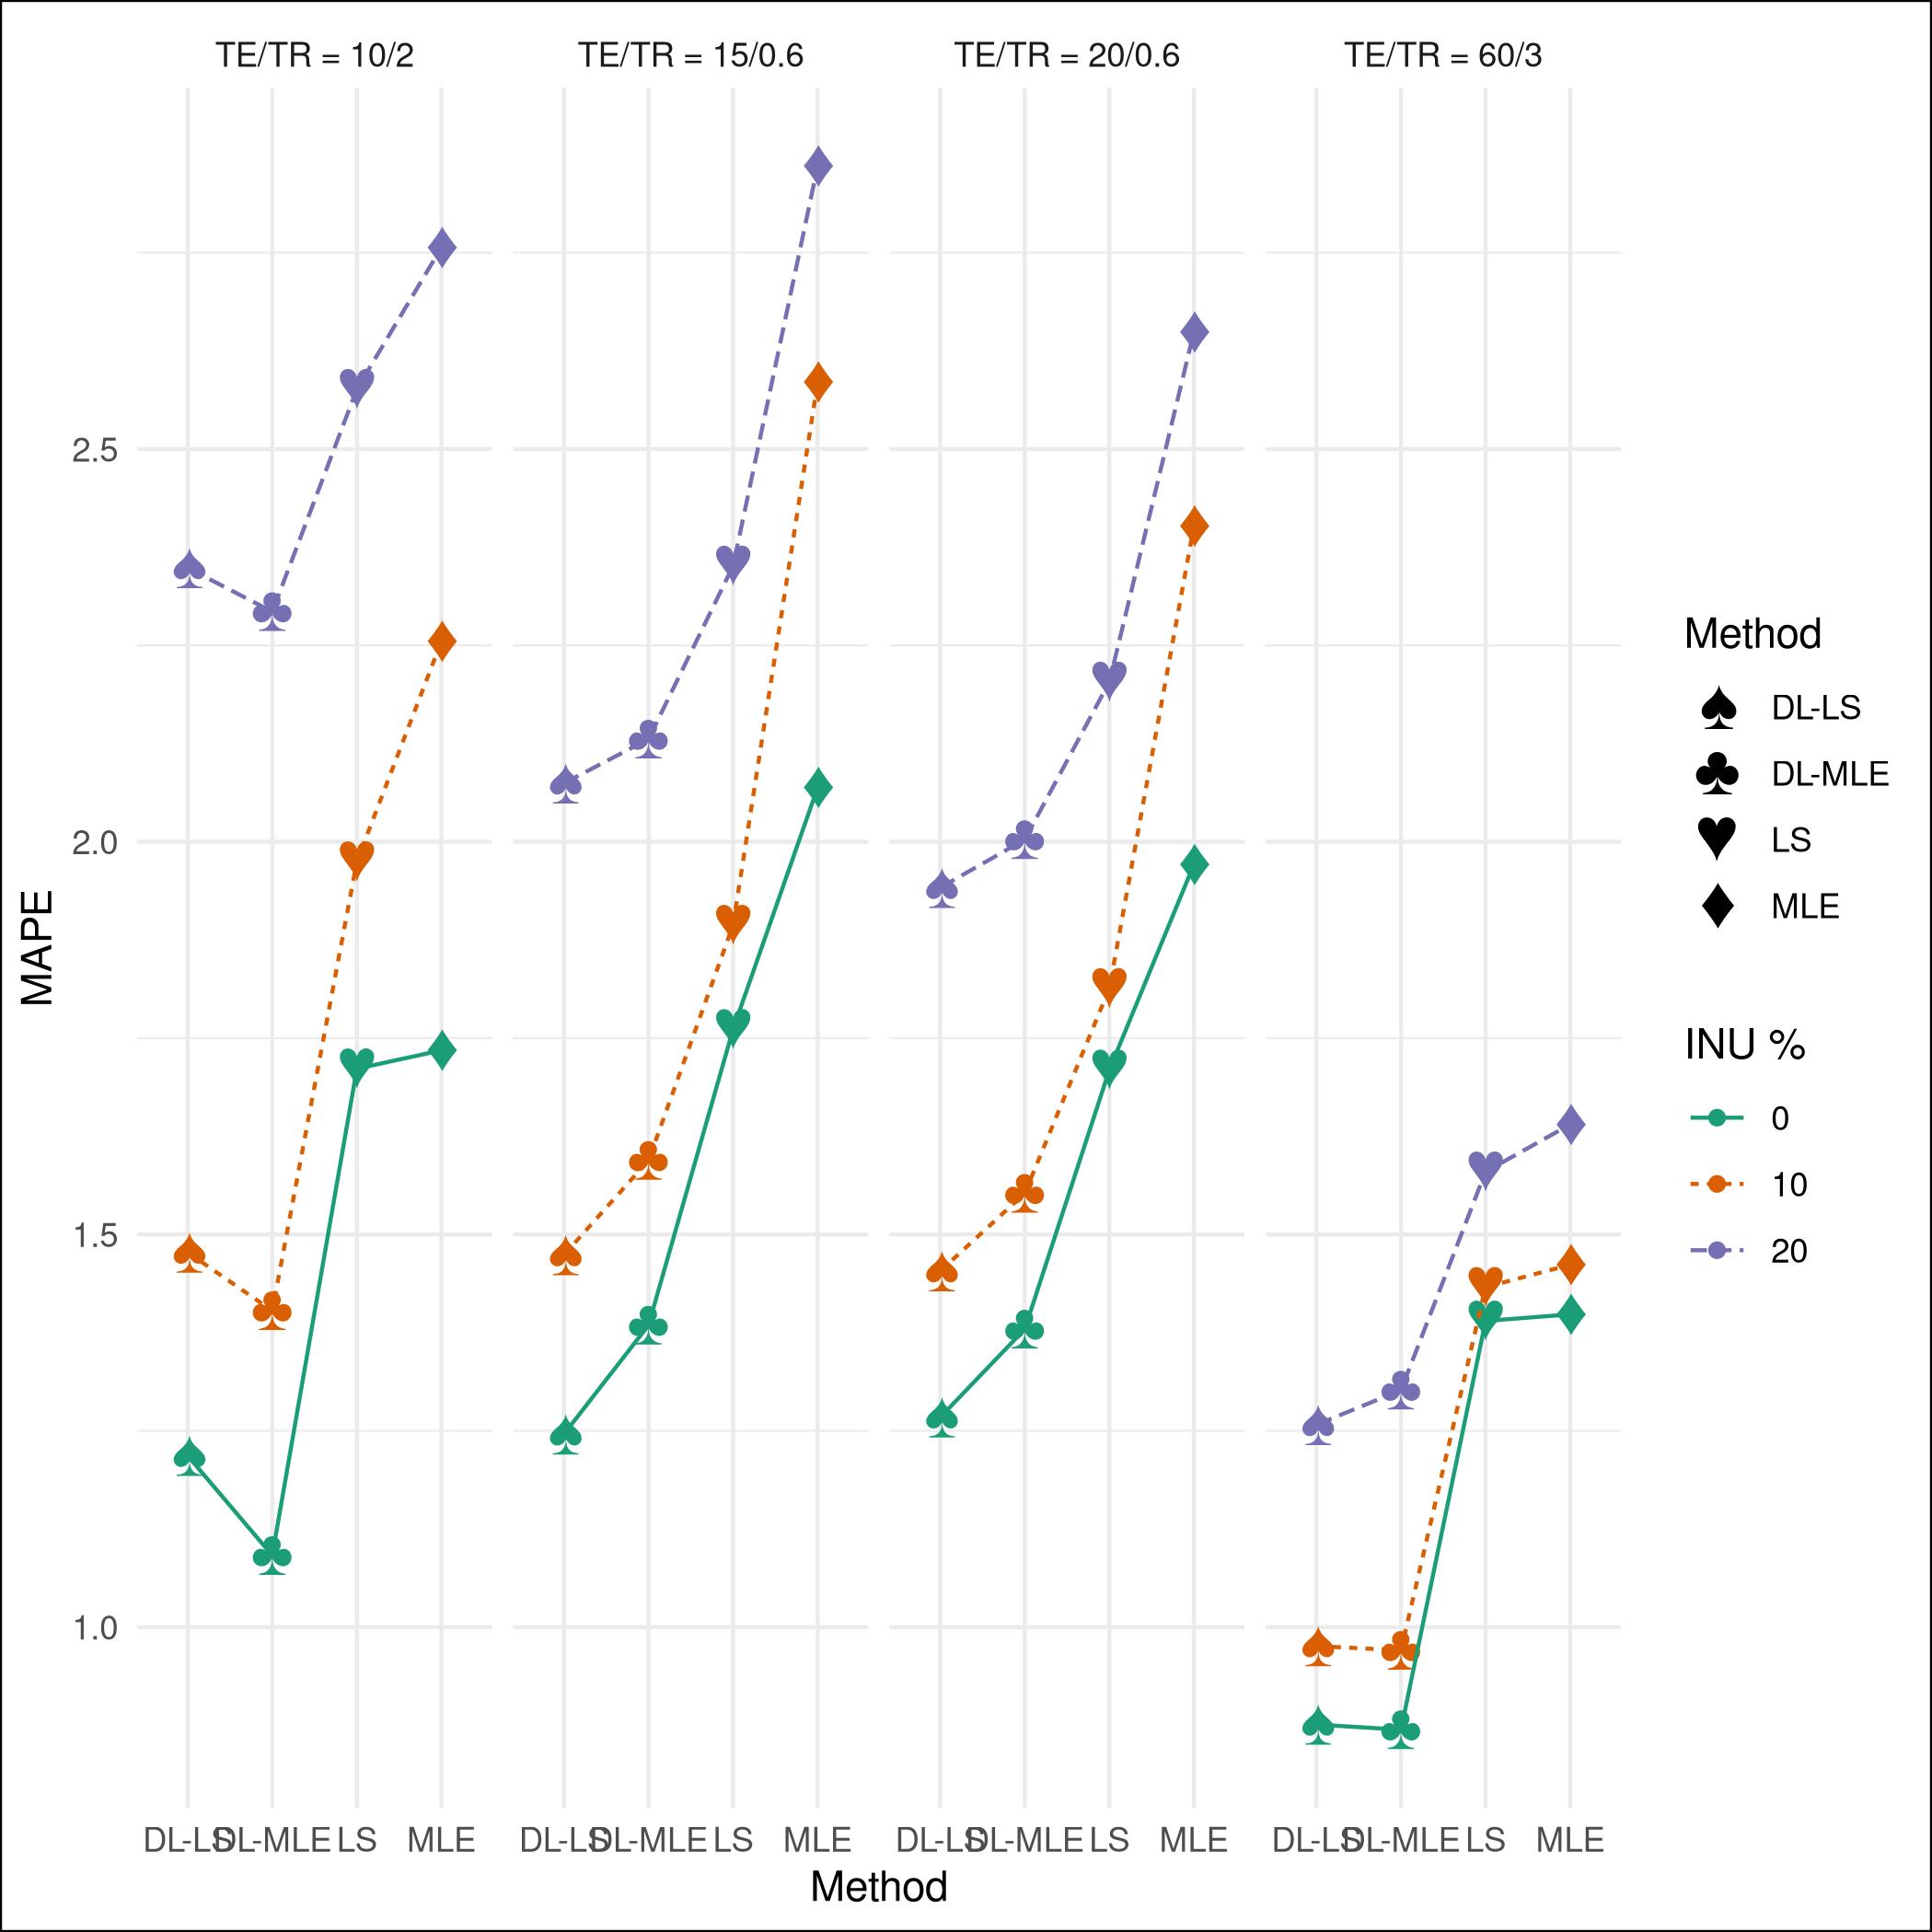 TE/TR = 10/2 TE/TR = 15/0.6 TE/TR = 20/0.6 TE/TR = 60/3
2.5
2.0
1.5
1.0
MAPE
DL-LS DL-MLE LS MLE DL-LS DL-MLE LS MLE DL-LS DL-MLE LS MLE DL-LS DL-MLE LS MLE
Method
Method
DL-LS
DL-MLE
LS
MLE
INU %
0
10
20